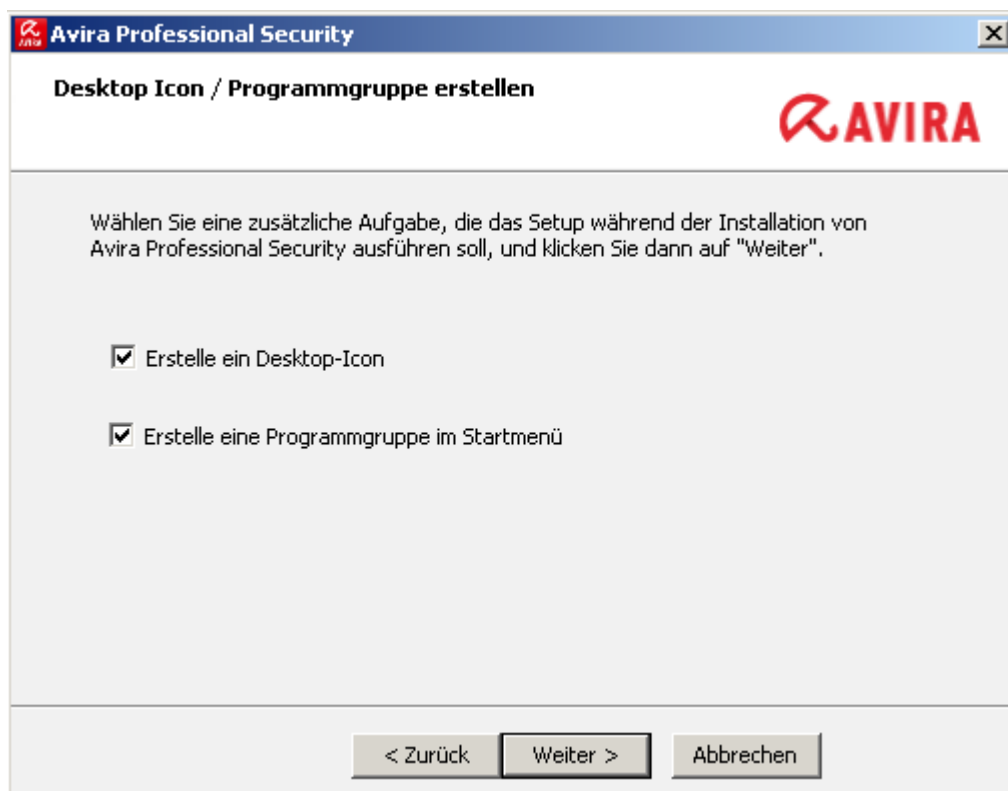 Avira Professional Security
Desktop Icon / Programmgruppe erstellen
AVIRA
Wählen Sie eine zusätzliche Aufgabe, die das Setup während der Installation von
Avira Professional Security ausführen soll, und klicken Sie dann auf "Weiter".
Erstelle ein Desktop-Icon
Erstelle eine Programmgruppe im Startmenü
< Zurück
Weiter >
Abbrechen